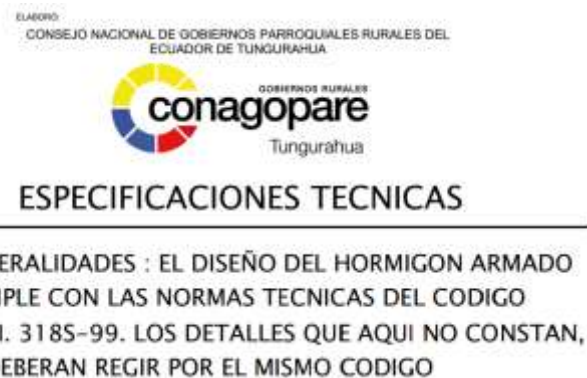 ELABORO:
CONSEJO NACIONAL DE GOBIERNOS PARROQUIALES RURALES DEL
ECUADOR DE TUNGURAHUA
GOBIERNOS RURALES
conagopare
Tungurahua
ESPECIFICACIONES TECNICAS
ERALIDADES : EL DISEÑO DEL HORMIGON ARMADO
PLE CON LAS NORMAS TECNICAS DEL CODIGO
I. 318S-99. LOS DETALLES QUE AQUI NO CONSTAN,
EBERAN REGIR POR EL MISMO CODIGO